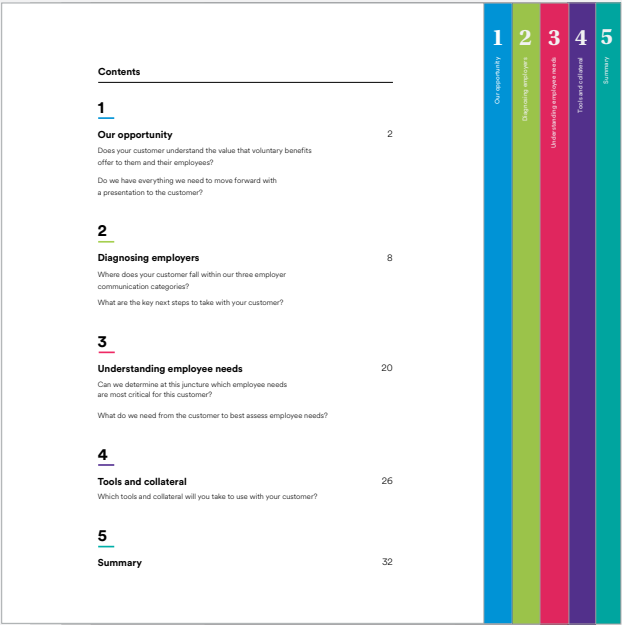 Contents
1
Our opportunity 2
Does your customer understand the value that voluntary benefits
offer to them and their employees?
Do we have everything we need to move forward with
a presentation to the customer?
2
Diagnosing employers 8
Where does your customer fall within our three employer
communication categories?
What are the key next steps to take with your customer?
3
Understanding employee needs 20
Can we determine at this juncture which employee needs
are most critical for this customer?
What do we need from the customer to best assess employee needs?
4
Tools and collateral 26
Which tools and collateral will you take to use with your customer?
5
Summary 32
1
Our opportunity
2
Diagnosing employers
3
Understanding employee needs
4
Tools and collateral
5
Summary